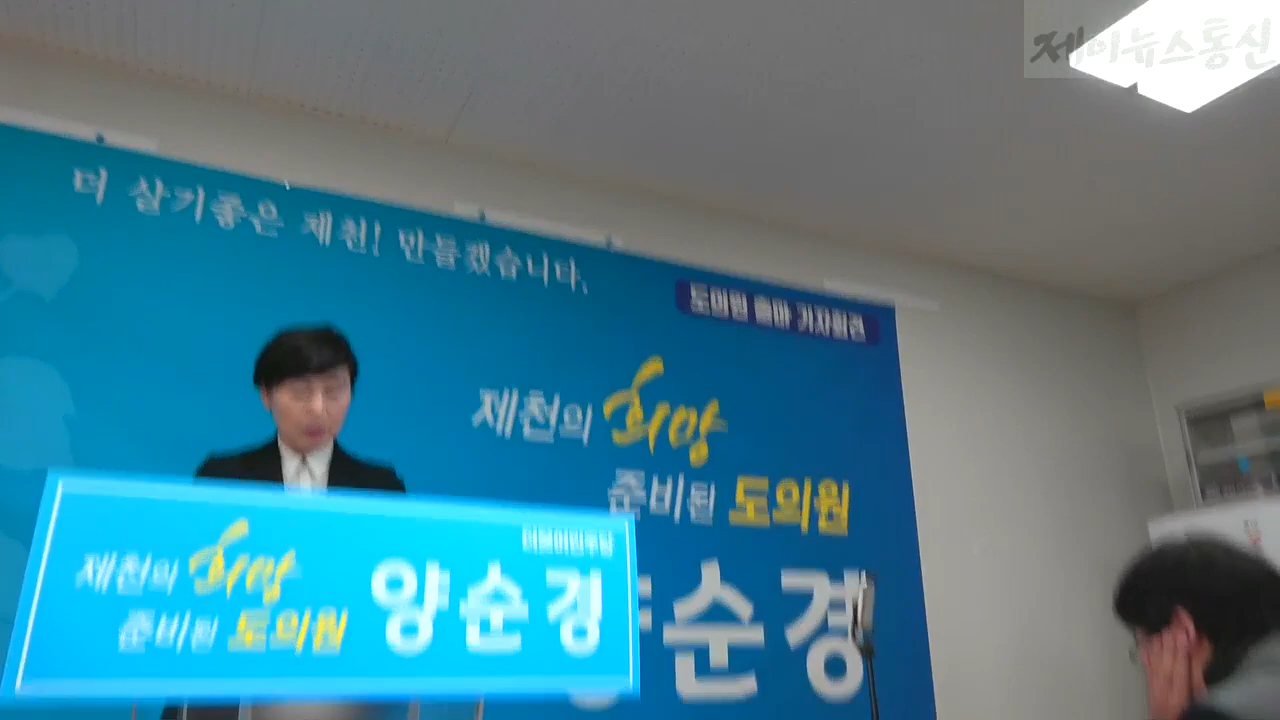 제미뉴스통신
더 살기좋은 제천! 만들겠습니다.
도의원 출마 기자회견
제천의 희망
준비된 도의원
순경
더불어민주당
제천의 희망
준비된 도의원
양순경